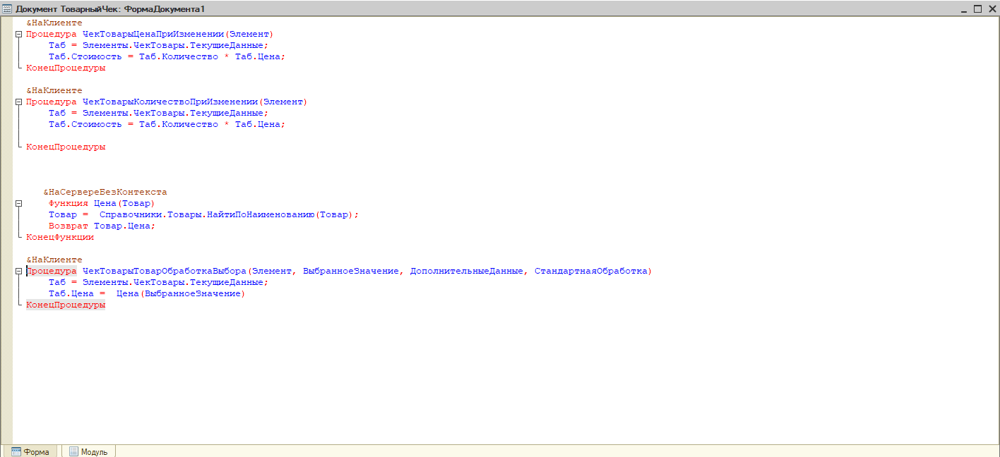 Документ ТоварныйЧек: ФормаДокумента1
&НаКлиенте
Процедура ЧекТоварыЦенаПриИзменении(Элемент)
Таб = Элементы.ЧекТовары.ТекущиеДанные;
Таб.Стоимость = Таб.Количество * Таб.Цена;
КонецПроцедуры
&НаКлиенте
Процедура ЧекТоварыКоличествоПриИзменении(Элемент)
Таб = Элементы.ЧекТовары.ТекущиеДанные;
Таб.Стоимость = Таб.Количество * Таб.Цена;
КонецПроцедуры
&НаСервереБезКонтекста
Функция Цена(Товар)
Товар =  Справочники.Товары.НайтиПоНаименованию(Товар);
Возврат Товар.Цена;
КонецФункции
&НаКлиенте
Процедура ЧекТоварыТоварОбработкаВыбора(Элемент, ВыбранноеЗначение, ДополнительныеДанные, СтандартнаяОбработка)
Таб = Элементы.ЧекТовары.ТекущиеДанные;
Таб.Цена =  Цена(ВыбранноеЗначение)
КонецПроцедуры
Форма
Модуль